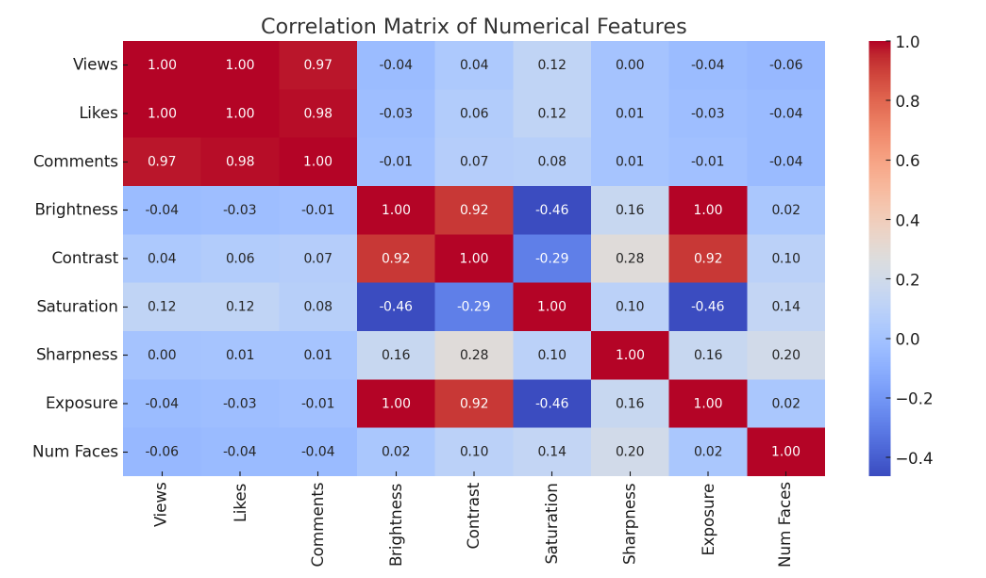 Correlation Matrix of Numerical Features
Views 1.00 1.00 0.97 -0.04 0.04 0.12 0.00 -0.04 -0.06
Likes 1.00 1.00 0.98 -0.03 0.06 0.12 0.01 -0.03 -0.04
Comments 0.97 0.98 1.00 -0.01 0.07 0.08 0.01 -0.01 -0.04
Brightness -0.04 -0.03 -0.01 1.00 0.92 -0.46 0.16 1.00 0.02
Contrast 0.04 0.06 0.07 0.92 1.00 -0.29 0.28 0.92 0.10
Saturation 0.12 0.12 0.08 -0.46 -0.29 1.00 0.10 -0.46 0.14
Sharpness 0.00 0.01 0.01 0.16 0.28 0.10 1.00 0.16 0.20
Exposure -0.04 -0.03 -0.01 1.00 0.92 -0.46 0.16 1.00 0.02
Num Faces -0.06 -0.04 -0.04 0.02 0.10 0.14 0.20 0.02 1.00
Views Likes Comments Brightness Contrast Saturation Sharpness Exposure Num Faces
1.0
0.8
0.6
0.4
0.2
0.0
−0.2
−0.4